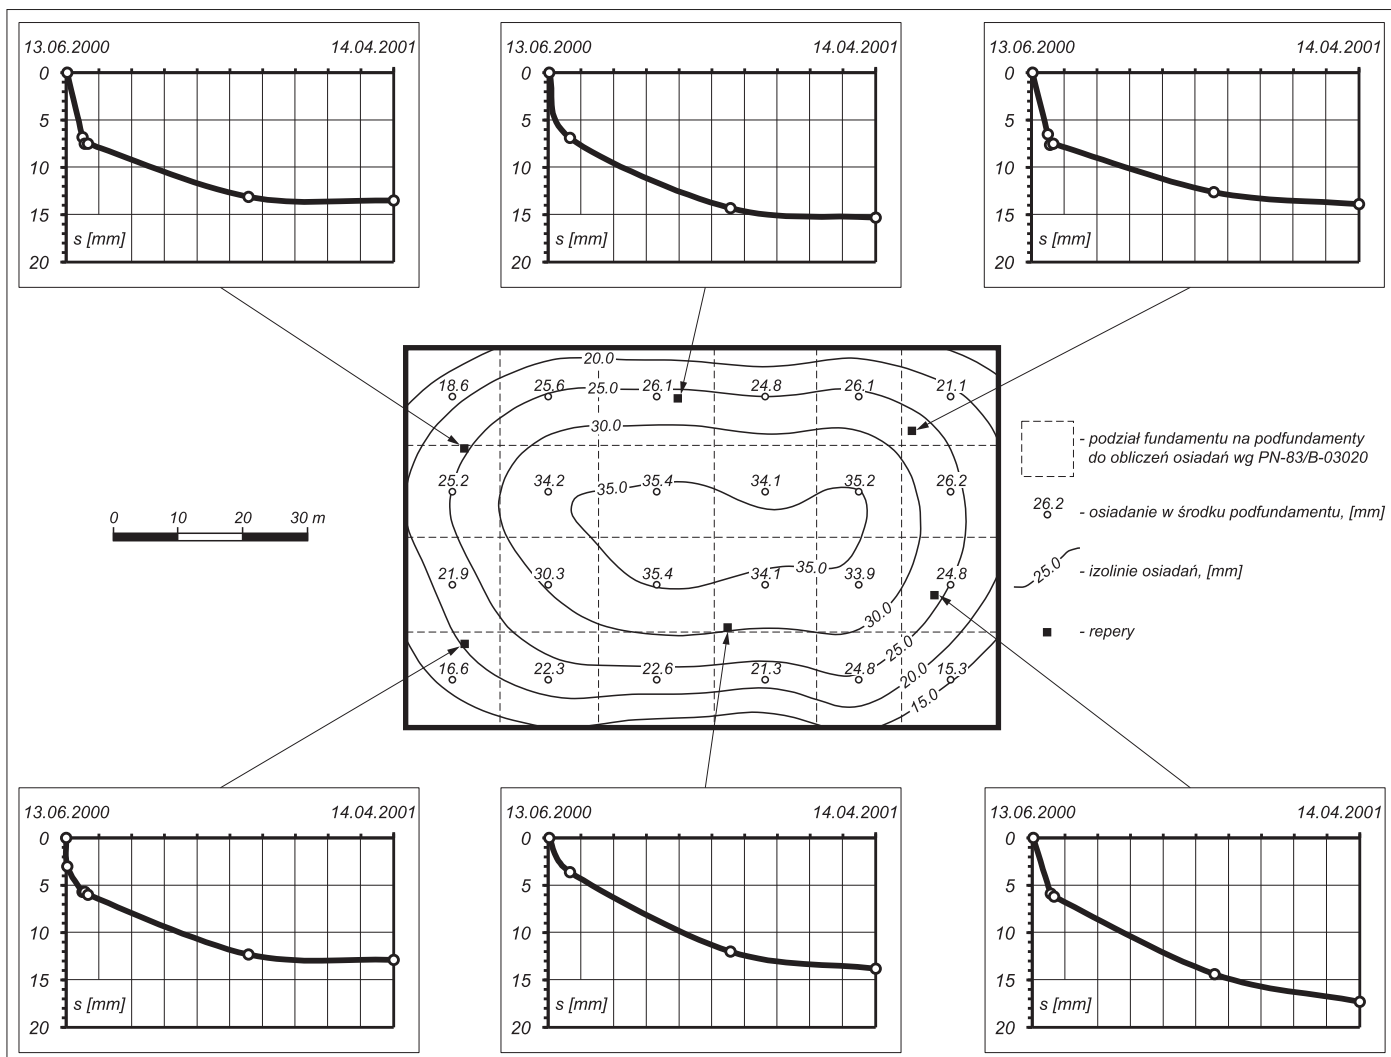 13.06.2000 14.04.2001
0
5
10
15
20
s [mm]
13.06.2000 14.04.2001
0
5
10
15
20
s [mm]
13.06.2000 14.04.2001
0
5
10
15
20
s [mm]
0 10 20 30 m
20.0
18.6 25.6 25.0 26.1 24.8 26.1 21.1
30.0
25.2 34.2 35.0 35.4 34.1 35.2 26.2
21.9 30.3 35.4 34.1 35.0 33.9 24.8
30.0
25.0
16.6 22.3 22.6 21.3 24.8 20.0 15.3
15.0
- podział fundamentu na podfundamenty
do obliczeń osiadań wg PN-83/B-03020
26.2
- osiadanie w środku podfundamentu, [mm]
25.0
- izolinie osiadań, [mm]
- repery
13.06.2000 14.04.2001
0
5
10
15
20
s [mm]
13.06.2000 14.04.2001
0
5
10
15
20
s [mm]
13.06.2000 14.04.2001
0
5
10
15
20
s [mm]